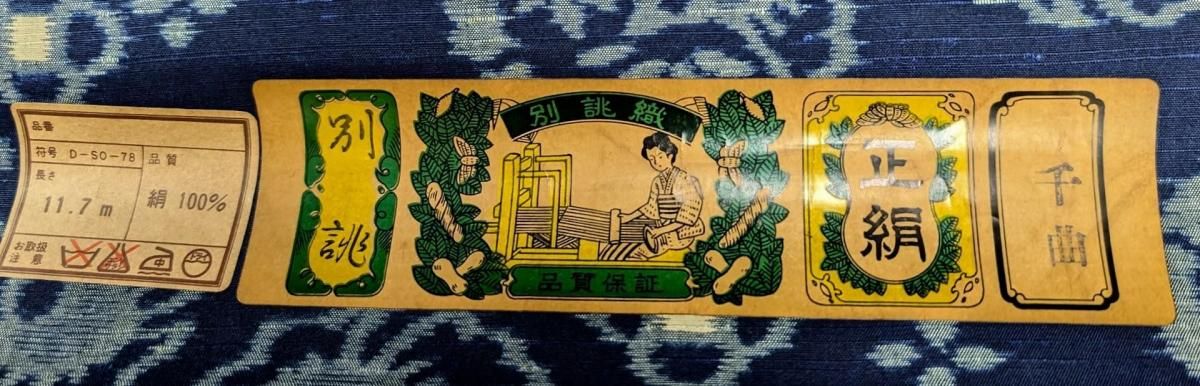 品番
符号 D-SO-78
品質
長さ
11.7m
絹 100%
お取扱
注意
別誂
別誂織
品質保証
正絹
千曲